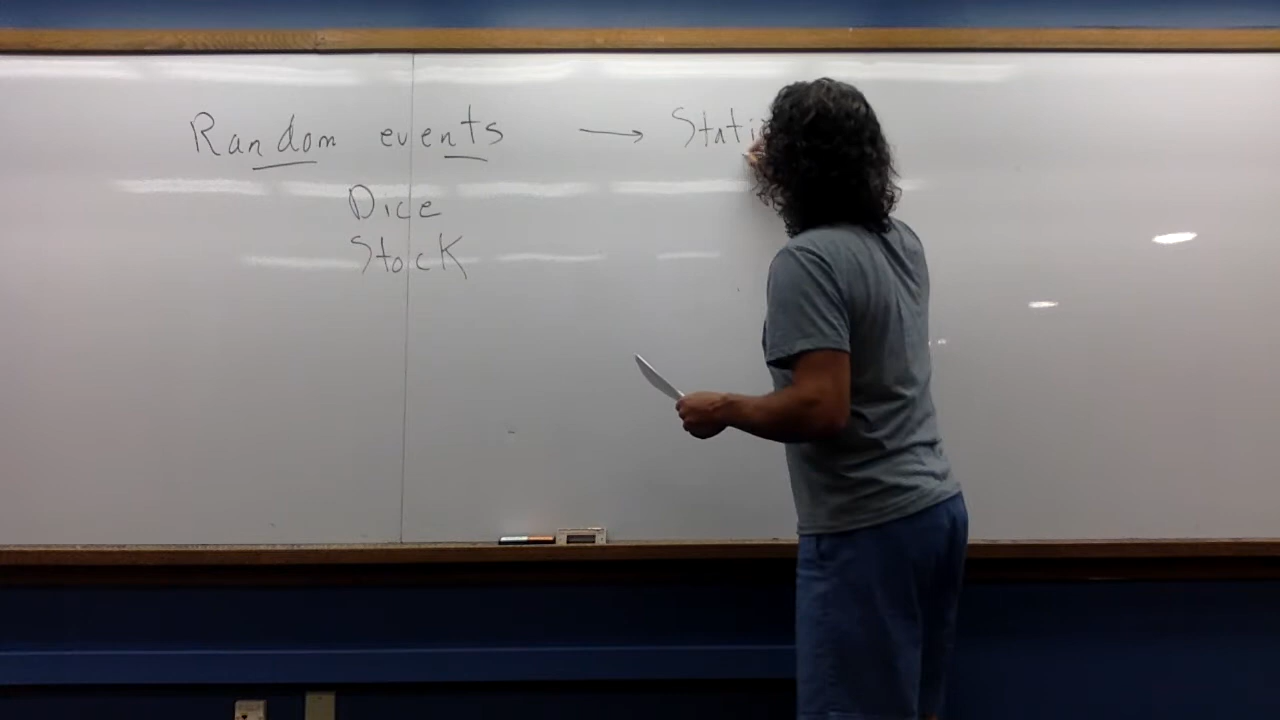 Random events → Stati
Dice
Stock